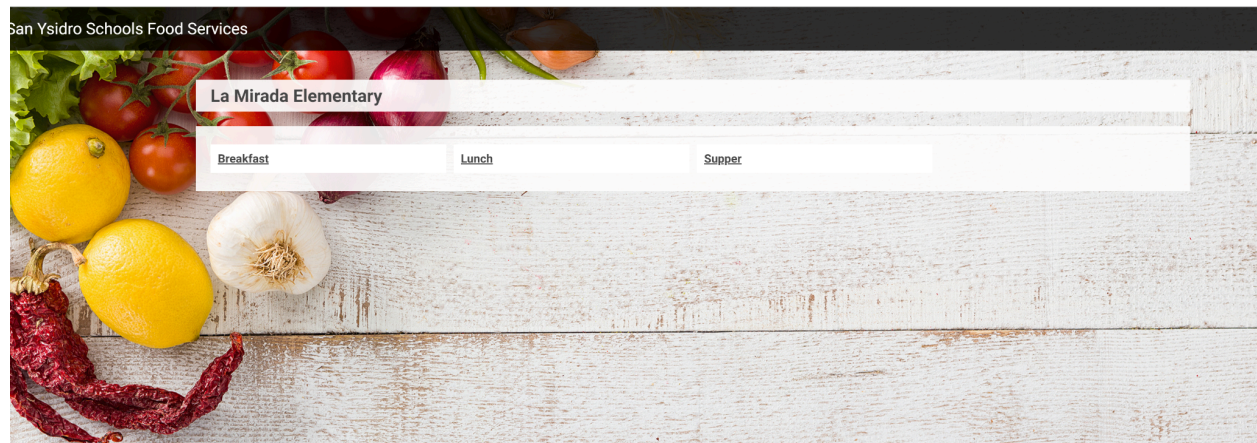 San Ysidro Schools Food Services
La Mirada Elementary
Breakfast
Lunch
Supper